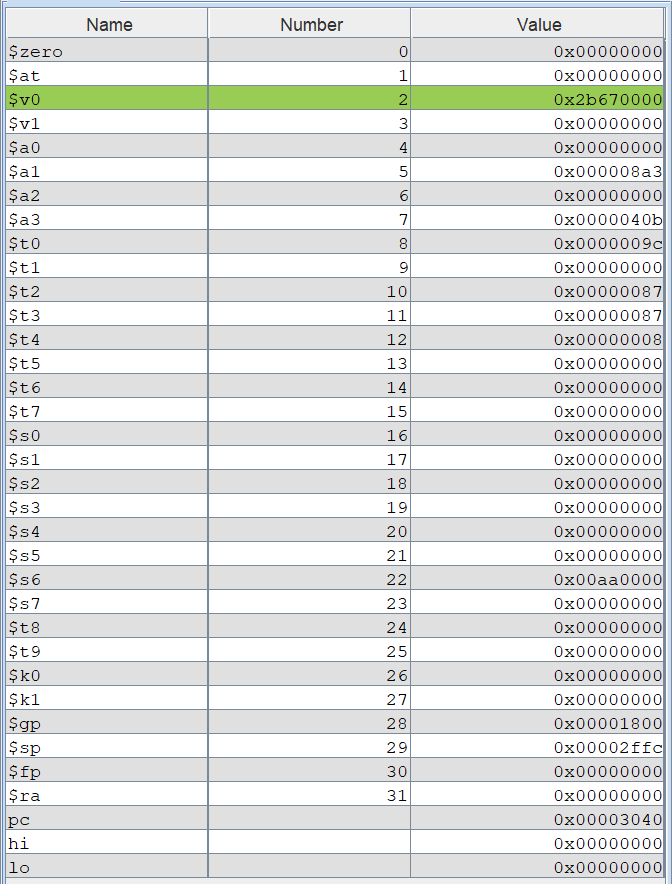 Name Number Value
$zero 0 0x00000000
$at 1 0x00000000
$v0 2 0x2b670000
$v1 3 0x00000000
$a0 4 0x00000000
$a1 5 0x000008a3
$a2 6 0x00000000
$a3 7 0x0000040b
$t0 8 0x0000009c
$t1 9 0x00000000
$t2 10 0x00000087
$t3 11 0x00000087
$t4 12 0x00000008
$t5 13 0x00000000
$t6 14 0x00000000
$t7 15 0x00000000
$s0 16 0x00000000
$s1 17 0x00000000
$s2 18 0x00000000
$s3 19 0x00000000
$s4 20 0x00000000
$s5 21 0x00000000
$s6 22 0x00aa0000
$s7 23 0x00000000
$t8 24 0x00000000
$t9 25 0x00000000
$k0 26 0x00000000
$k1 27 0x00000000
$gp 28 0x00001800
$sp 29 0x00002ffc
$fp 30 0x00000000
$ra 31 0x00000000
pc 0x00003040
hi 0x00000000
lo 0x00000000